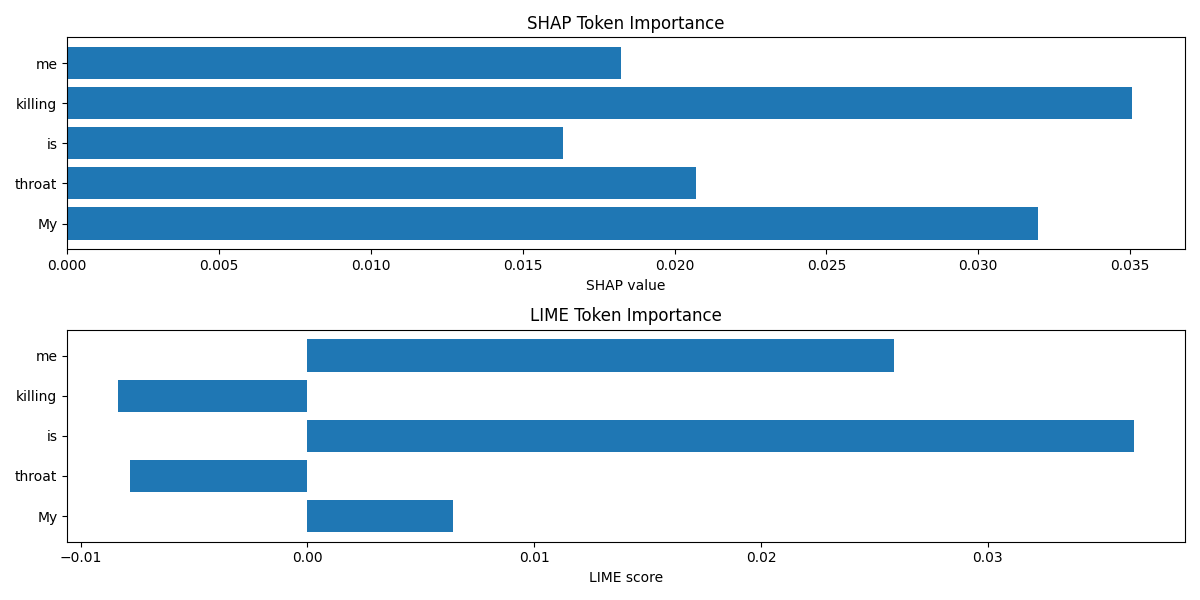 SHAP Token Importance
me
killing
is
throat
My
0.000 0.005 0.010 0.015 0.020 0.025 0.030 0.035
SHAP value
LIME Token Importance
me
killing
is
throat
My
−0.01 0.00 0.01 0.02 0.03
LIME score